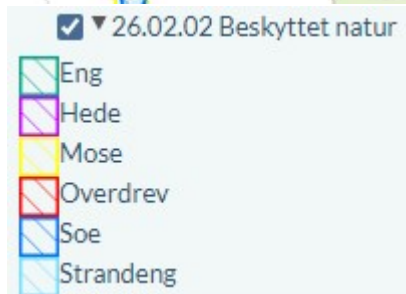 26.02.02 Beskyttet natur
Eng
Hede
Mose
Overdrev
Soe
Strandeng